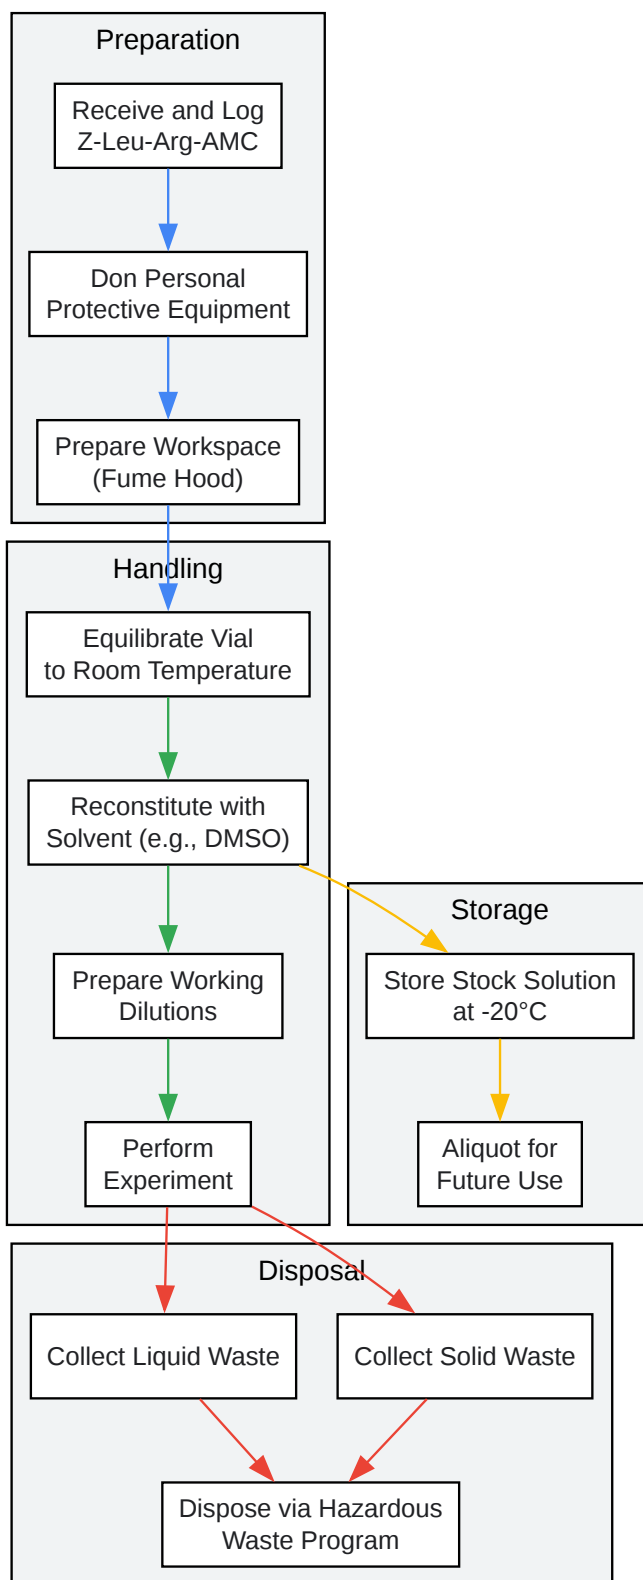 Preparation
Receive and Log
Z-Leu-Arg-AMC
Don Personal
Protective Equipment
Prepare Workspace
(Fume Hood)
Handling
Equilibrate Vial
to Room Temperature
Reconstitute with
Solvent (e.g., DMSO)
Prepare Working
Dilutions
Perform
Experiment
Storage
Store Stock Solution
at -20°C
Aliquot for
Future Use
Disposal
Collect Liquid Waste
Collect Solid Waste
Dispose via Hazardous
Waste Program